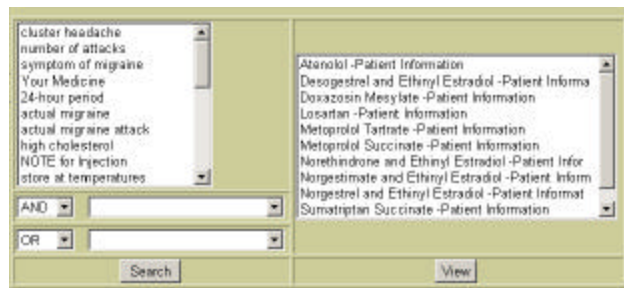 cluster headache
number of attacks
symptom of migraine
Your Medicine
24-hour period
actual migraine
actual migraine attack
high cholesterol
NOTE for Injection
store at temperatures
AND
OR
Search
Atenolol -Patient Information
Desogestrel and Ethinyl Estradiol -Patient Informa
Doxazosin Mesylate -Patient Information
Losartan -Patient Information
Metoprolol Tartrate -Patient Information
Metoprolol Succinate -Patient Information
Norethindrone and Ethinyl Estradiol -Patient Infor
Norgestimate and Ethinyl Estradiol -Patient Inform
Norgestrel and Ethinyl Estradiol -Patient Informat
Sumatriptan Succinate -Patient Information
View